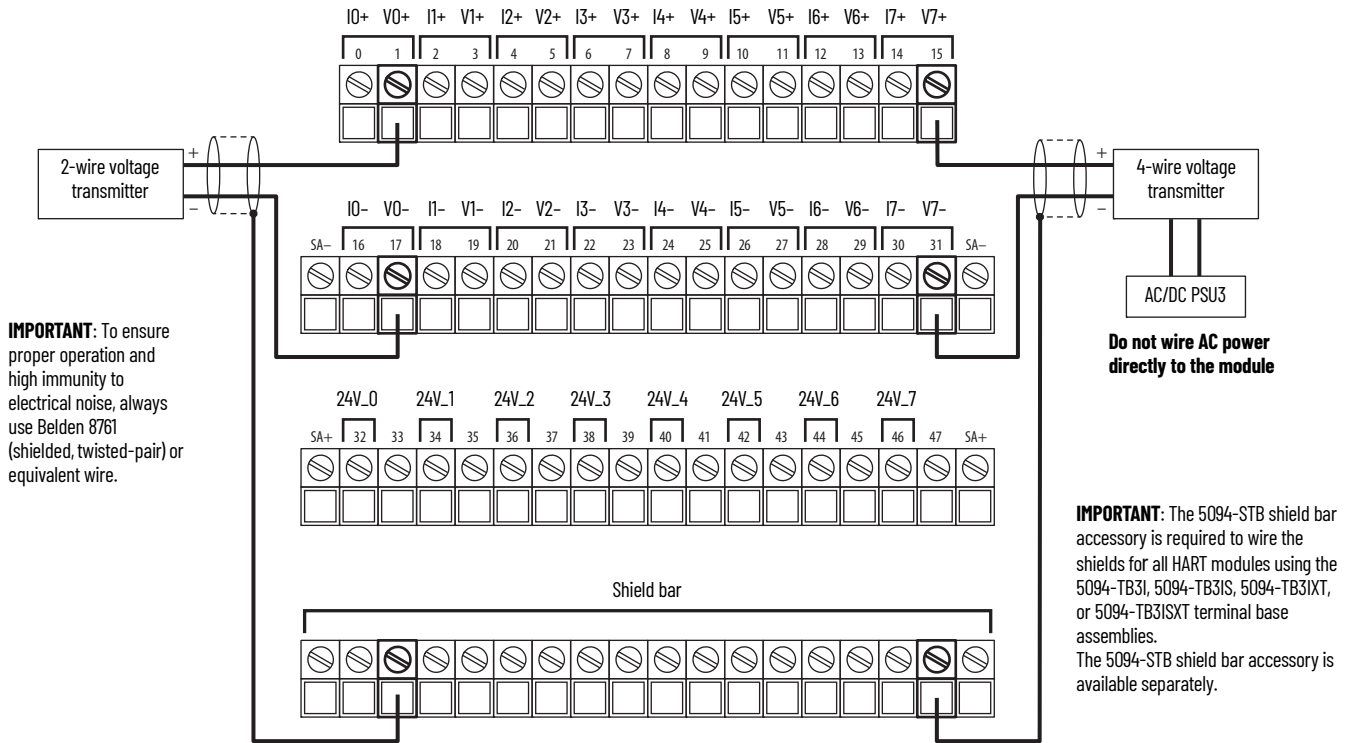 I0+ V0+ I1+ V1+ I2+ V2+ I3+ V3+ I4+ V4+ I5+ V5+ I6+ V6+ I7+ V7+
0 1 2 3 4 5 6 7 8 9 10 11 12 13 14 15
2-wire voltage
transmitter
+
–
4-wire voltage
transmitter
+
–
AC/DC PSU3
Do not wire AC power
directly to the module
I0– V0– I1– V1– I2– V2– I3– V3– I4– V4– I5– V5– I6– V6– I7– V7–
SA– 16 17 18 19 20 21 22 23 24 25 26 27 28 29 30 31 SA–
IMPORTANT: To ensure
proper operation and
high immunity to
electrical noise, always
use Belden 8761
(shielded, twisted-pair) or
equivalent wire.
24V_0 24V_1 24V_2 24V_3 24V_4 24V_5 24V_6 24V_7
SA+ 32 33 34 35 36 37 38 39 40 41 42 43 44 45 46 47 SA+
IMPORTANT: The 5094-STB shield bar
accessory is required to wire the
shields for all HART modules using the
5094-TB3I, 5094-TB3IS, 5094-TB3IXT,
or 5094-TB3ISXT terminal base
assemblies.
The 5094-STB shield bar accessory is
available separately.
Shield bar